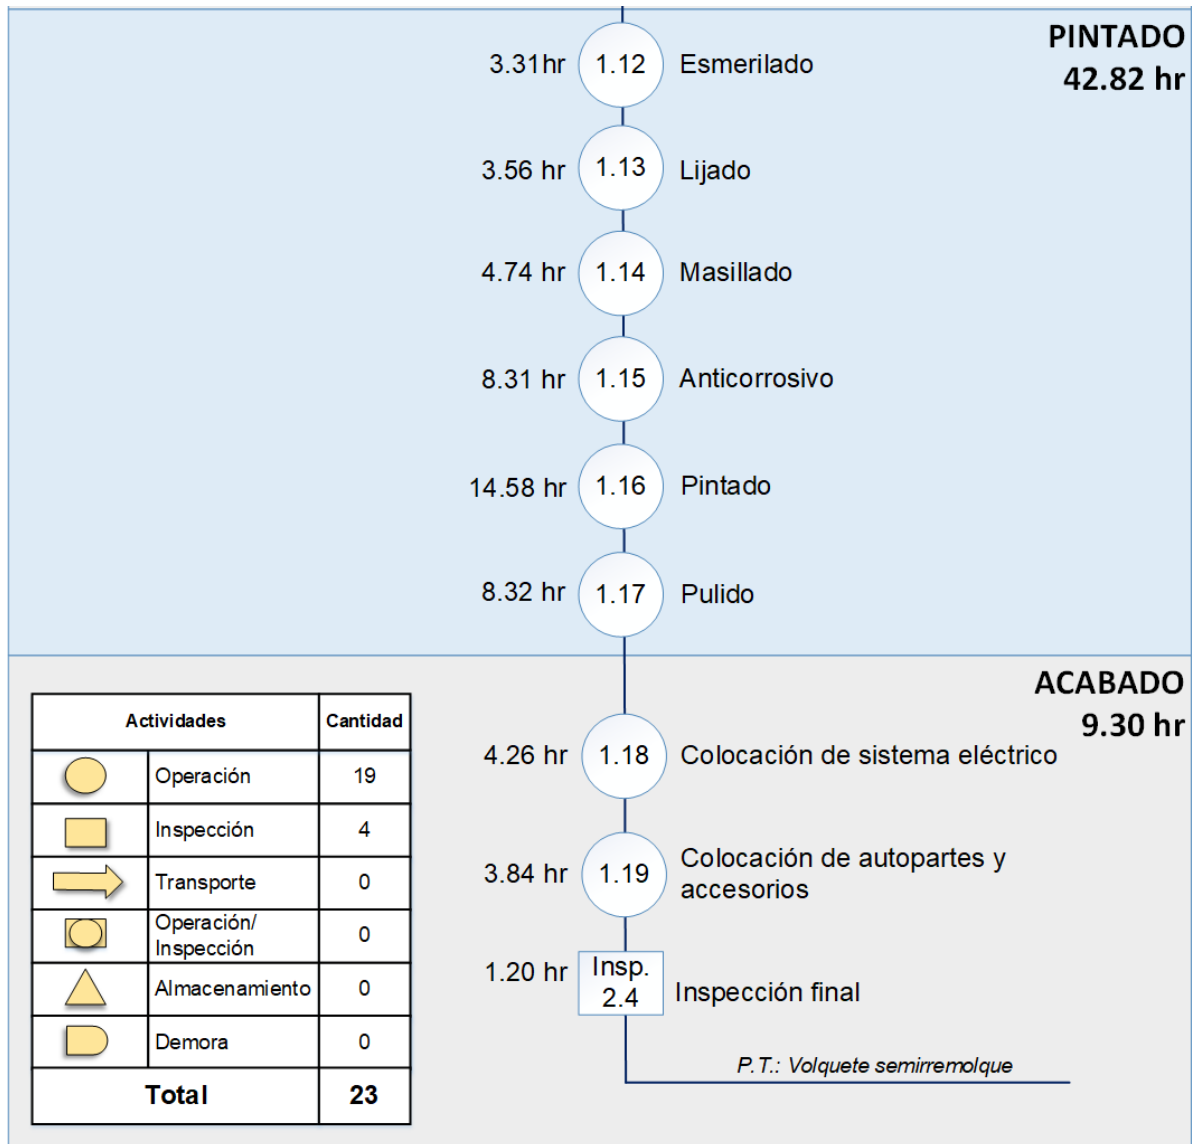 PINTADO
42.82 hr
3.31hr 1.12 Esmerilado
3.56 hr 1.13 Lijado
4.74 hr 1.14 Masillado
8.31 hr 1.15 Anticorrosivo
14.58 hr 1.16 Pintado
8.32 hr 1.17 Pulido
ACABADO
9.30 hr
4.26 hr 1.18 Colocación de sistema eléctrico
3.84 hr 1.19 Colocación de autopartes y
accesorios
1.20 hr Insp.
2.4 Inspección final
P.T.: Volquete semirremolque
Actividades Cantidad
Operación 19
Inspección 4
Transporte 0
Operación/
Inspección 0
Almacenamiento 0
Demora 0
Total 23